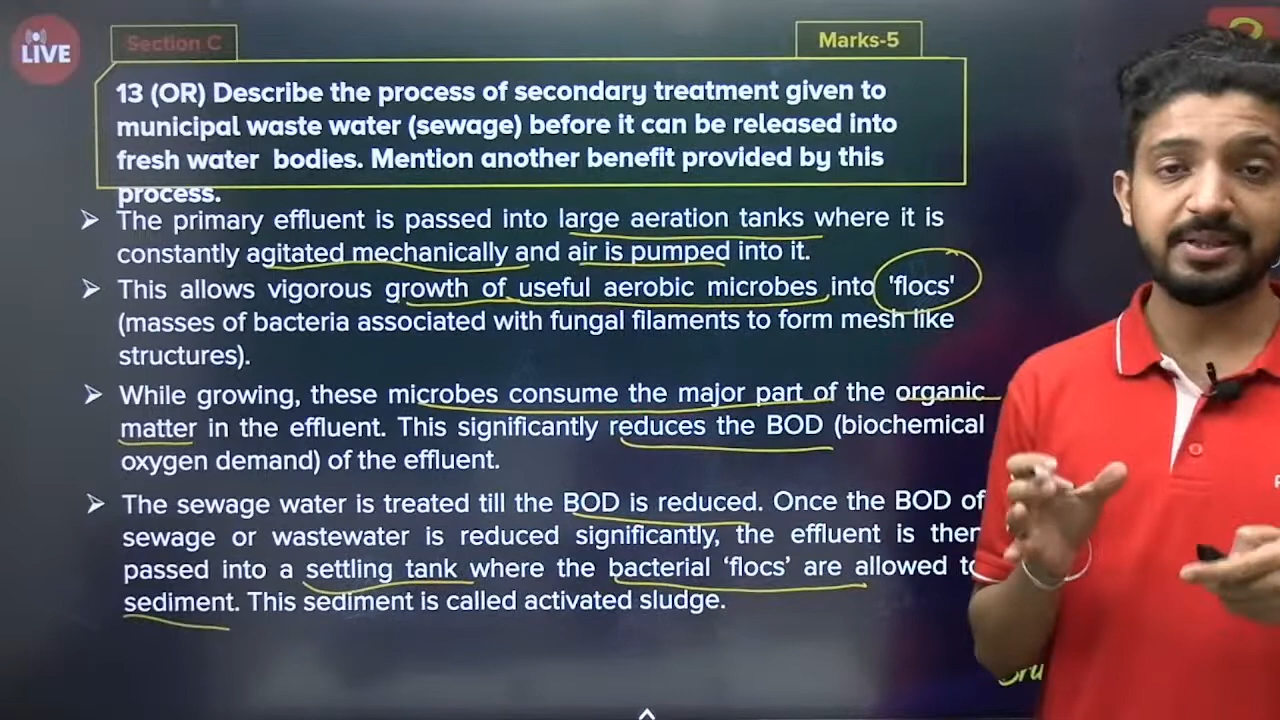 LIVE
Section C
Marks-5
13 (OR) Describe the process of secondary treatment given to
municipal waste water (sewage) before it can be released into
fresh water bodies. Mention another benefit provided by this
process.
➤ The primary effluent is passed into large aeration tanks where it is
constantly agitated mechanically and air is pumped into it.
➤ This allows vigorous growth of useful aerobic microbes into 'flocs'
(masses of bacteria associated with fungal filaments to form mesh like
structures).
➤ While growing, these microbes consume the major part of the organic
matter in the effluent. This significantly reduces the BOD (biochemical
oxygen demand) of the effluent.
➤ The sewage water is treated till the BOD is reduced. Once the BOD of
sewage or wastewater is reduced significantly, the effluent is then
passed into a settling tank where the bacterial ‘flocs’ are allowed to
sediment. This sediment is called activated sludge.